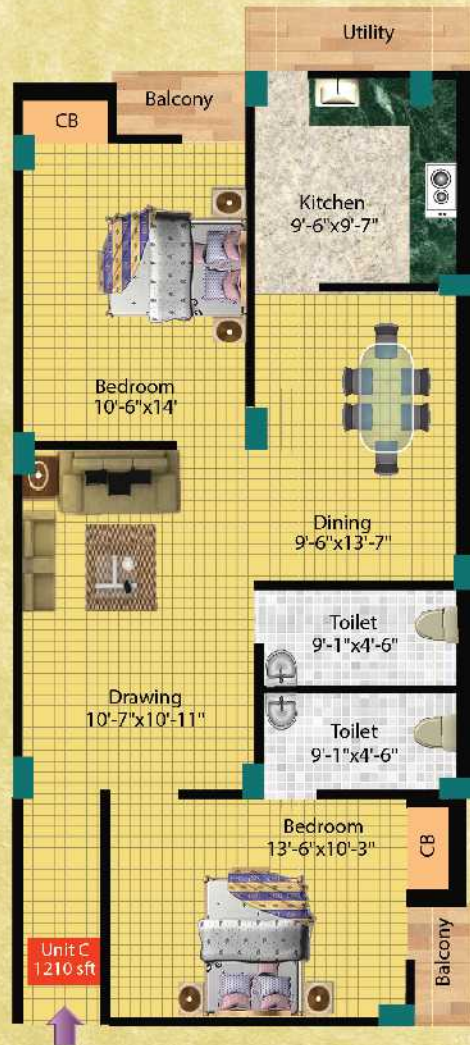 Utility
Balcony
CB
Kitchen
9'-6"x9'-7"
Bedroom
10'-6"x14'
Dining
9'-6"x13'-7"
Toilet
9'-1"x4'-6"
Drawing
10'-7"x10'-11"
Toilet
9'-1"x4'-6"
Bedroom
13'-6"x10'-3"
CB
Unit C
1210 sft
Balcony